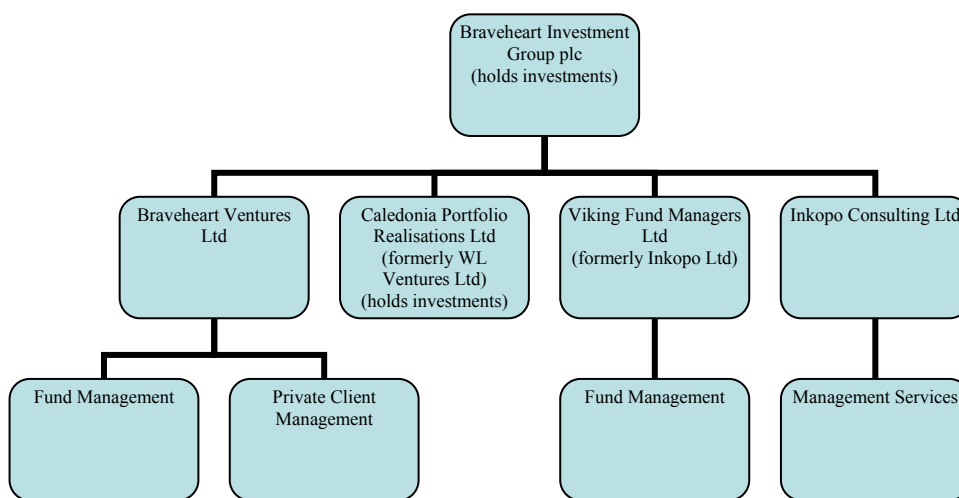 Braveheart Investment
Group plc
(holds investments)
Braveheart Ventures
Ltd
Caledonia Portfolio
Realisations Ltd
(formerly WL
Ventures Ltd)
(holds investments)
Viking Fund Managers
Ltd
(formerly Inkopo Ltd)
Inkopo Consulting Ltd
Fund Management
Private Client
Management
Fund Management
Management Services